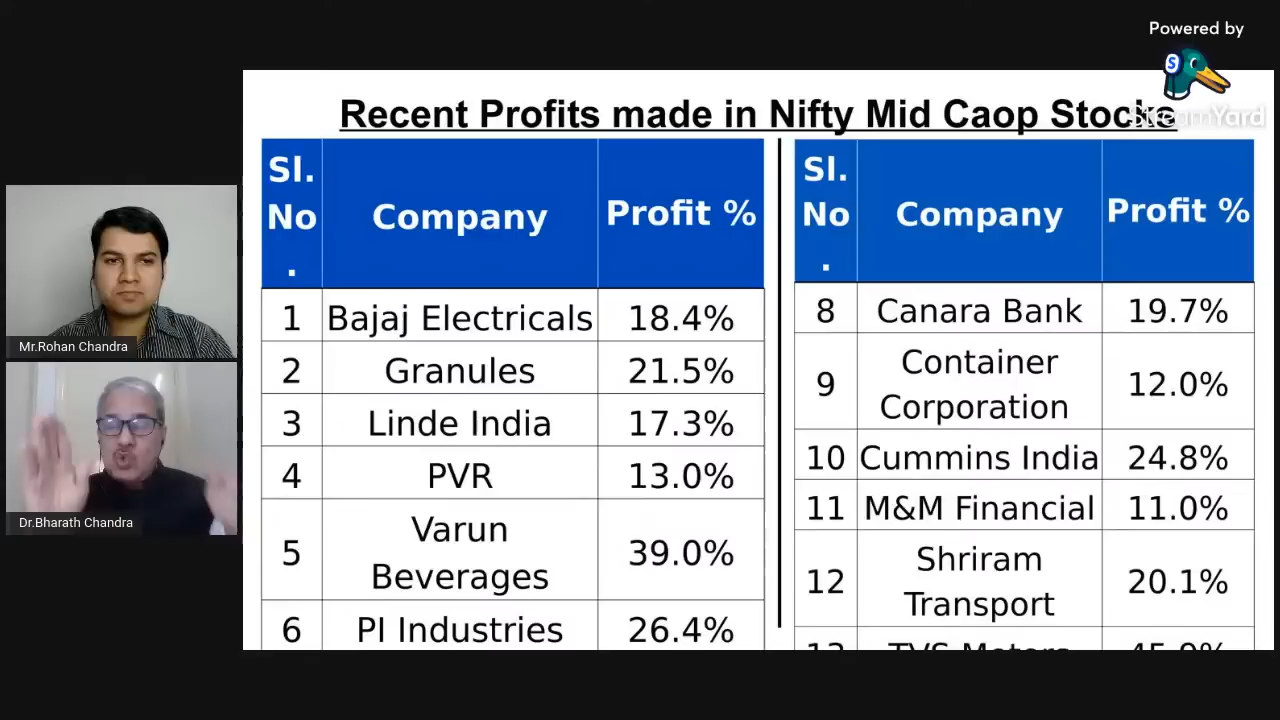 Powered by
StreamYard
Recent Profits made in Nifty Mid Caop Stocks
Sl.
No
.
Company
Profit %
1 Bajaj Electricals 18.4%
2 Granules 21.5%
3 Linde India 17.3%
4 PVR 13.0%
5 Varun
Beverages 39.0%
6 PI Industries 26.4%
Sl.
No
.
Company
Profit %
8 Canara Bank 19.7%
9 Container
Corporation 12.0%
10 Cummins India 24.8%
11 M&M Financial 11.0%
12 Shriram
Transport 20.1%
13 TVS Motors
Mr.Rohan Chandra
Dr.Bharath Chandra